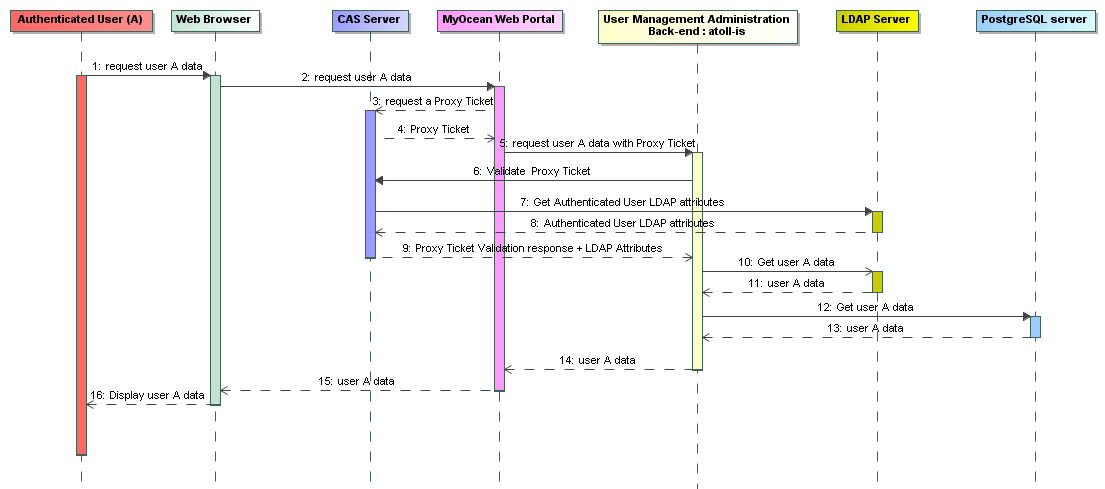 Authenticated User (A)
Web Browser
CAS Server
MyOcean Web Portal
User Management Administration
Back-end : atoll-is
LDAP Server
PostgreSQL server
1: request user A data
2: request user A data
3: request a Proxy Ticket
4: Proxy Ticket
5: request user A data with Proxy Ticket
6: Validate Proxy Ticket
7: Get Authenticated User LDAP attributes
8: Authenticated User LDAP attributes
9: Proxy Ticket Validation response + LDAP Attributes
10: Get user A data
11: user A data
12: Get user A data
13: user A data
14: user A data
15: user A data
16: Display user A data